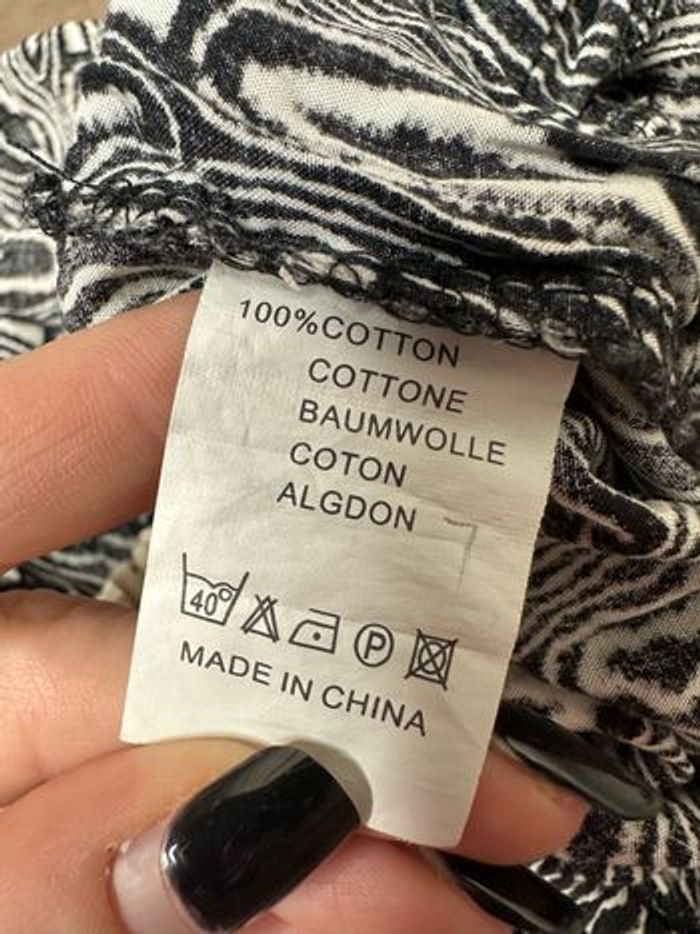 100%COTTON
COTTONE
BAUMWOLLE
COTON
ALGDON
40°
P
MADE IN CHINA